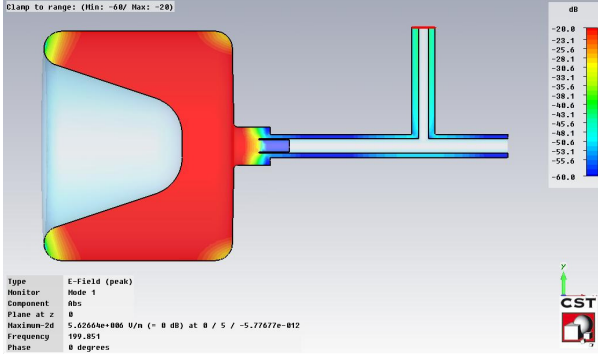 Clamp to range: (Min: -60/ Max: -20)
dB
-20.0
-23.1
-25.6
-28.1
-30.6
-33.1
-35.6
-38.1
-40.6
-43.1
-45.6
-48.1
-50.6
-53.1
-55.6
-60.0
Type E-Field (peak)
Monitor Mode 1
Component Abs
Plane at z 0
Maximum-2d 5.62664e+006 V/m (= 0 dB) at 0 / 5 / -5.77677e-012
Frequency 199.851
Phase 0 degrees
y
CST
x